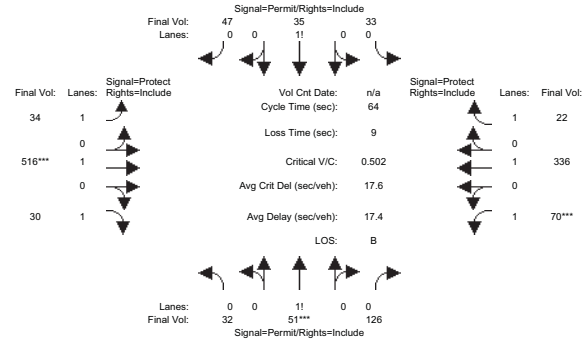 Signal=Permit/Rights=Include
Final Vol: 47 35 33
Lanes: 0 0 1! 0 0
Signal=Protect Signal=Protect
Final Vol: Lanes: Rights=Include Vol Cnt Date: n/a Rights=Include Lanes: Final Vol:
Cycle Time (sec): 64
34 1 1 22
Loss Time (sec): 9
0 0
516*** 1 Critical V/C: 0.502 1 336
0 Avg Crit Del (sec/veh): 17.6 0
30 1 Avg Delay (sec/veh): 17.4 1 70***
LOS: B
Lanes: 0 0 1! 0 0
Final Vol: 32 51*** 126
Signal=Permit/Rights=Include